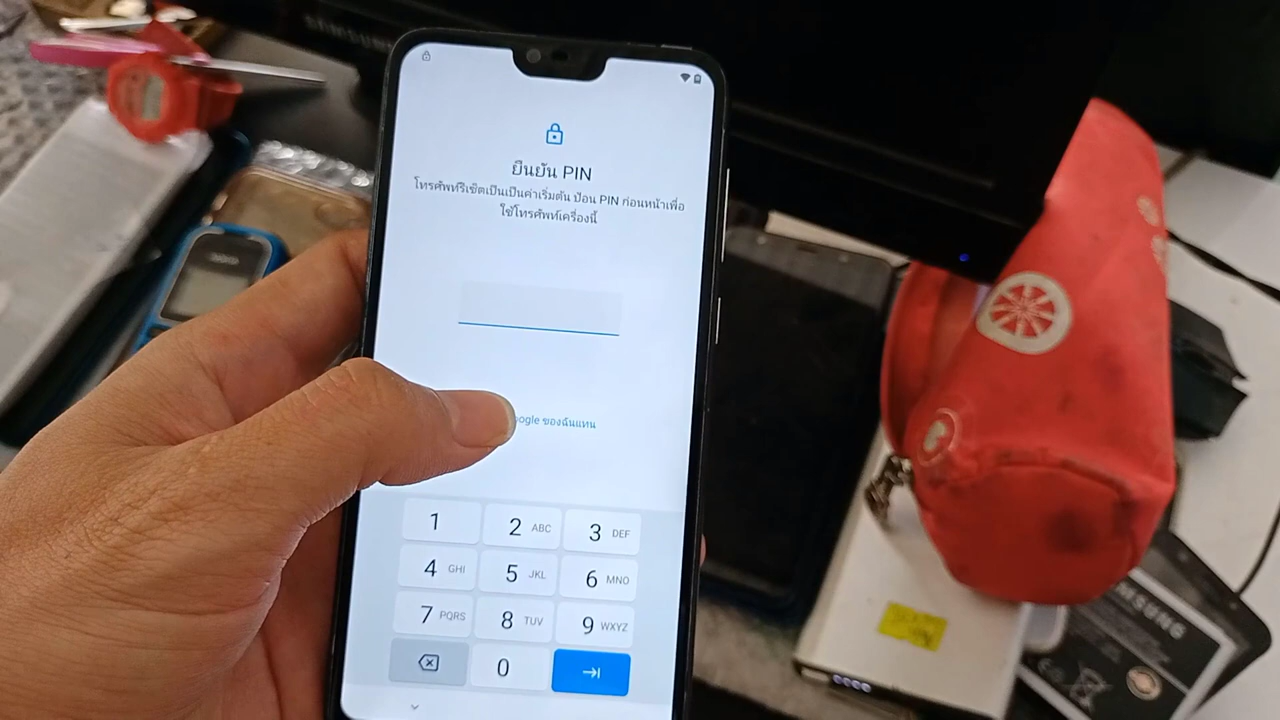 SAMSUNG
ยืนยัน PIN
โทรศัพท์รีเซ็ตเป็นเป็นค่าเริ่มต้น ป้อน PIN ก่อนหน้าเพื่อ
ใช้โทรศัพท์เครื่องนี้
ogle ของฉันแทน
1
2 ABC
3 DEF
4 GHI
5 JKL
6 MNO
7 PQRS
8 TUV
9 WXYZ
0
MSUNG